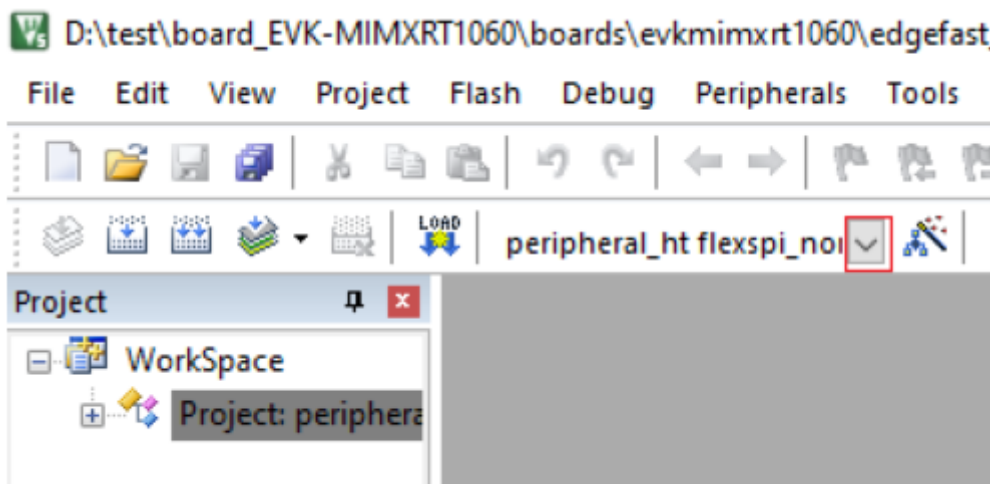 D:\test\board_EVK-MIMXRT1060\boards\evkmimxrt1060\edgefast_
File Edit View Project Flash Debug Peripherals Tools
LOAD peripheral_ht flexspi_nor
Project
WorkSpace
Project: periphera